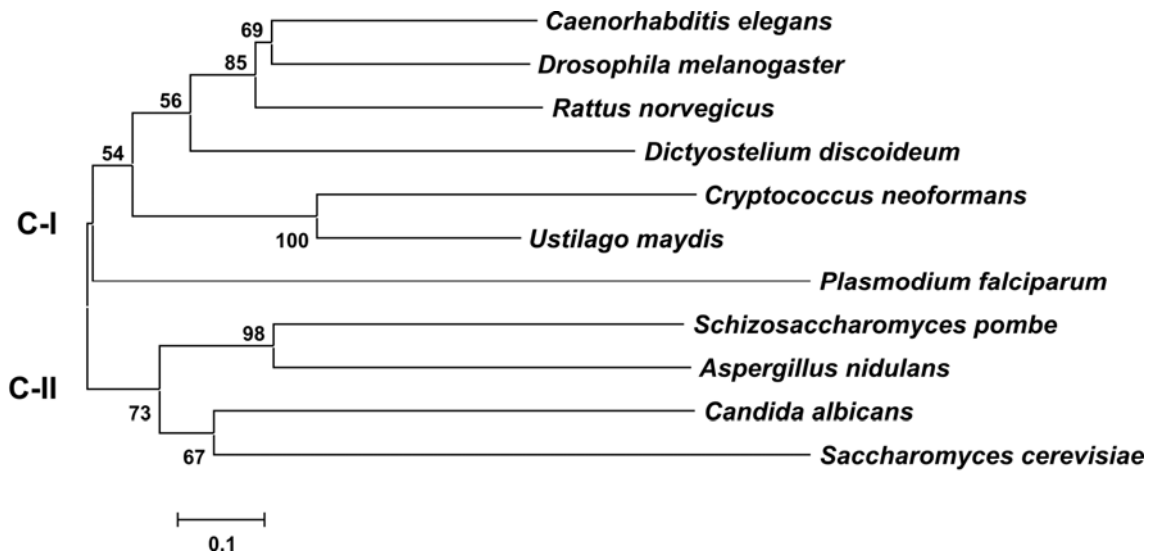 Caenorhabditis elegans
69
Drosophila melanogaster
85
Rattus norvegicus
56
Dictyostelium discoideum
54
Cryptococcus neoformans
C-I
100
Ustilago maydis
Plasmodium falciparum
Schizosaccharomyces pombe
98
Aspergillus nidulans
C-II
73
Candida albicans
67
Saccharomyces cerevisiae
0.1